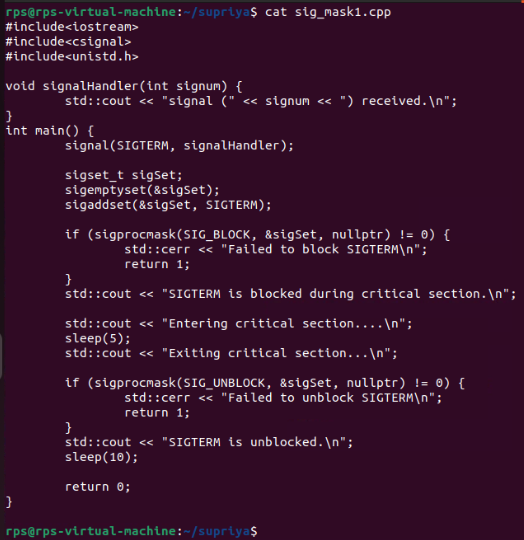 rps@rps-virtual-machine:~/supriya$ cat sig_mask1.cpp
#include<iostream>
#include<csignal>
#include<unistd.h>

void signalHandler(int signum) {
        std::cout << "signal (" << signum << ") received.\n";
}
int main() {
        signal(SIGTERM, signalHandler);

        sigset_t sigSet;
        sigemptyset(&sigSet);
        sigaddset(&sigSet, SIGTERM);

        if (sigprocmask(SIG_BLOCK, &sigSet, nullptr) != 0) {
                std::cerr << "Failed to block SIGTERM\n";
                return 1;
        }
        std::cout << "SIGTERM is blocked during critical section.\n";

        std::cout << "Entering critical section....\n";
        sleep(5);
        std::cout << "Exiting critical section...\n";

        if (sigprocmask(SIG_UNBLOCK, &sigSet, nullptr) != 0) {
                std::cerr << "Failed to unblock SIGTERM\n";
                return 1;
        }
        std::cout << "SIGTERM is unblocked.\n";
        sleep(10);

        return 0;
}

rps@rps-virtual-machine:~/supriya$